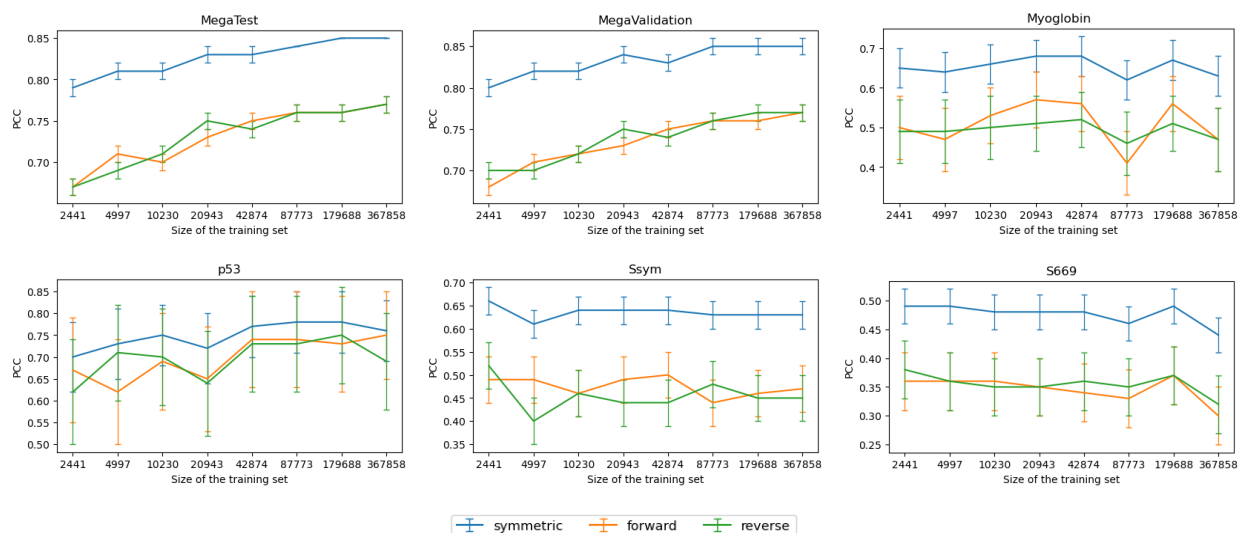 MegaTest
MegaValidation
Myoglobin
PCC
0.85
0.80
0.75
0.70
2441 4997 10230 20943 42874 87773 179688 367858
Size of the training set
PCC
0.85
0.80
0.75
0.70
2441 4997 10230 20943 42874 87773 179688 367858
Size of the training set
PCC
0.7
0.6
0.5
0.4
2441 4997 10230 20943 42874 87773 179688 367858
Size of the training set
p53
Ssym
S669
PCC
0.85
0.80
0.75
0.70
0.65
0.60
0.55
0.50
2441 4997 10230 20943 42874 87773 179688 367858
Size of the training set
PCC
0.70
0.65
0.60
0.55
0.50
0.45
0.40
0.35
2441 4997 10230 20943 42874 87773 179688 367858
Size of the training set
PCC
0.50
0.45
0.40
0.35
0.30
0.25
2441 4997 10230 20943 42874 87773 179688 367858
Size of the training set
symmetric forward reverse